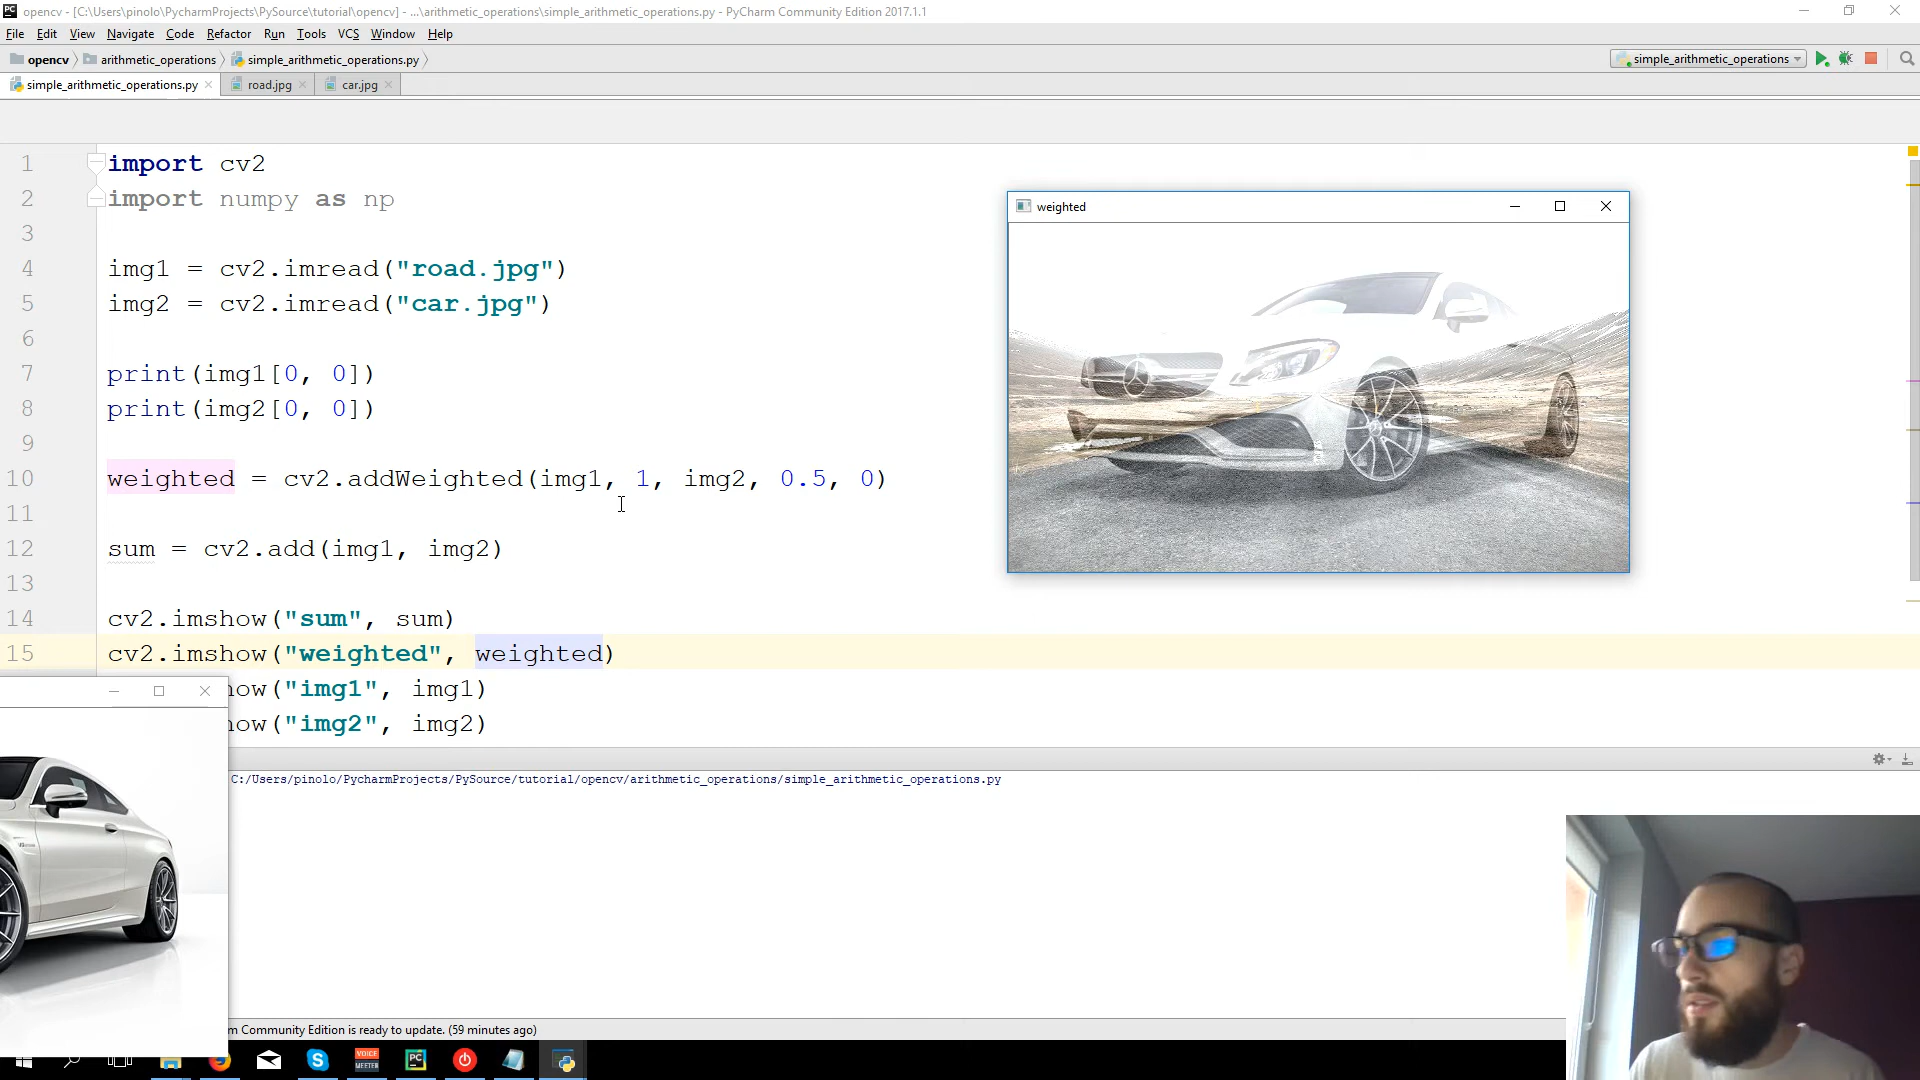 opencv - [C:\Users\pinolo\PycharmProjects\PySource\tutorial\opencv] - ...\arithmetic_operations\simple_arithmetic_operations.py - PyCharm Community Edition 2017.1.1
File Edit View Navigate Code Refactor Run Tools VCS Window Help
opencv arithmetic_operations simple_arithmetic_operations.py simple_arithmetic_operations
simple_arithmetic_operations.py road.jpg car.jpg
1 import cv2
2 import numpy as np
3
4 img1 = cv2.imread("road.jpg")
5 img2 = cv2.imread("car.jpg")
6
7 print(img1[0, 0])
8 print(img2[0, 0])
9
10 weighted = cv2.addWeighted(img1, 1, img2, 0.5, 0)
11
12 sum = cv2.add(img1, img2)
13
14 cv2.imshow("sum", sum)
15 cv2.imshow("weighted", weighted)
how("img1", img1)
how("img2", img2)
weighted
C:/Users/pinolo/PycharmProjects/PySource/tutorial/opencv/arithmetic_operations/simple_arithmetic_operations.py
m Community Edition is ready to update. (59 minutes ago)
VOICE
MEETER
PC